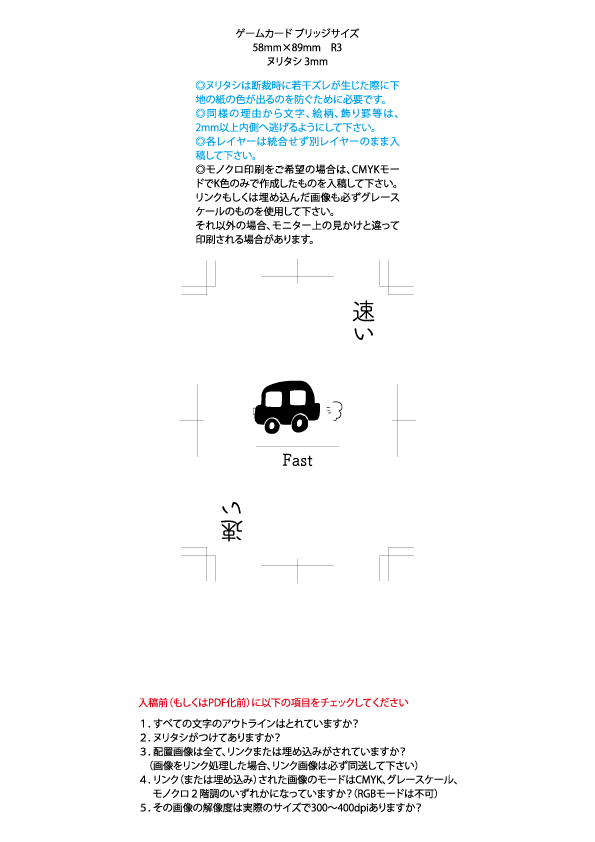 ゲームカード ブリッジサイズ
58mm×89mm　R3
ヌリタシ 3mm
◎ヌリタシは断裁時に若干ズレが生じた際に下
地の紙の色が出るのを防ぐために必要です。
◎同様の理由から文字、絵柄、飾り罫等は、
2mm以上内側へ逃げるようにして下さい。
◎各レイヤーは統合せず別レイヤーのまま入
稿して下さい。
◎モノクロ印刷をご希望の場合は、CMYKモー
ドでK色のみで作成したものを入稿して下さい。
リンクもしくは埋め込んだ画像も必ずグレース
ケールのものを使用して下さい。
それ以外の場合、モニター上の見かけと違って
印刷される場合があります。
速い
Fast
速い
入稿前（もしくはPDF化前）に以下の項目をチェックしてください
１．すべての文字のアウトラインはとれていますか？
２．ヌリタシがつけてありますか？
３．配置画像は全て、リンクまたは埋め込みがされていますか？
（画像をリンク処理した場合、リンク画像は必ず同送して下さい）
４．リンク（または埋め込み）された画像のモードはCMYK、グレースケール、
モノクロ２階調のいずれかになっていますか？（RGBモードは不可）
５．その画像の解像度は実際のサイズで300〜400dpiありますか？